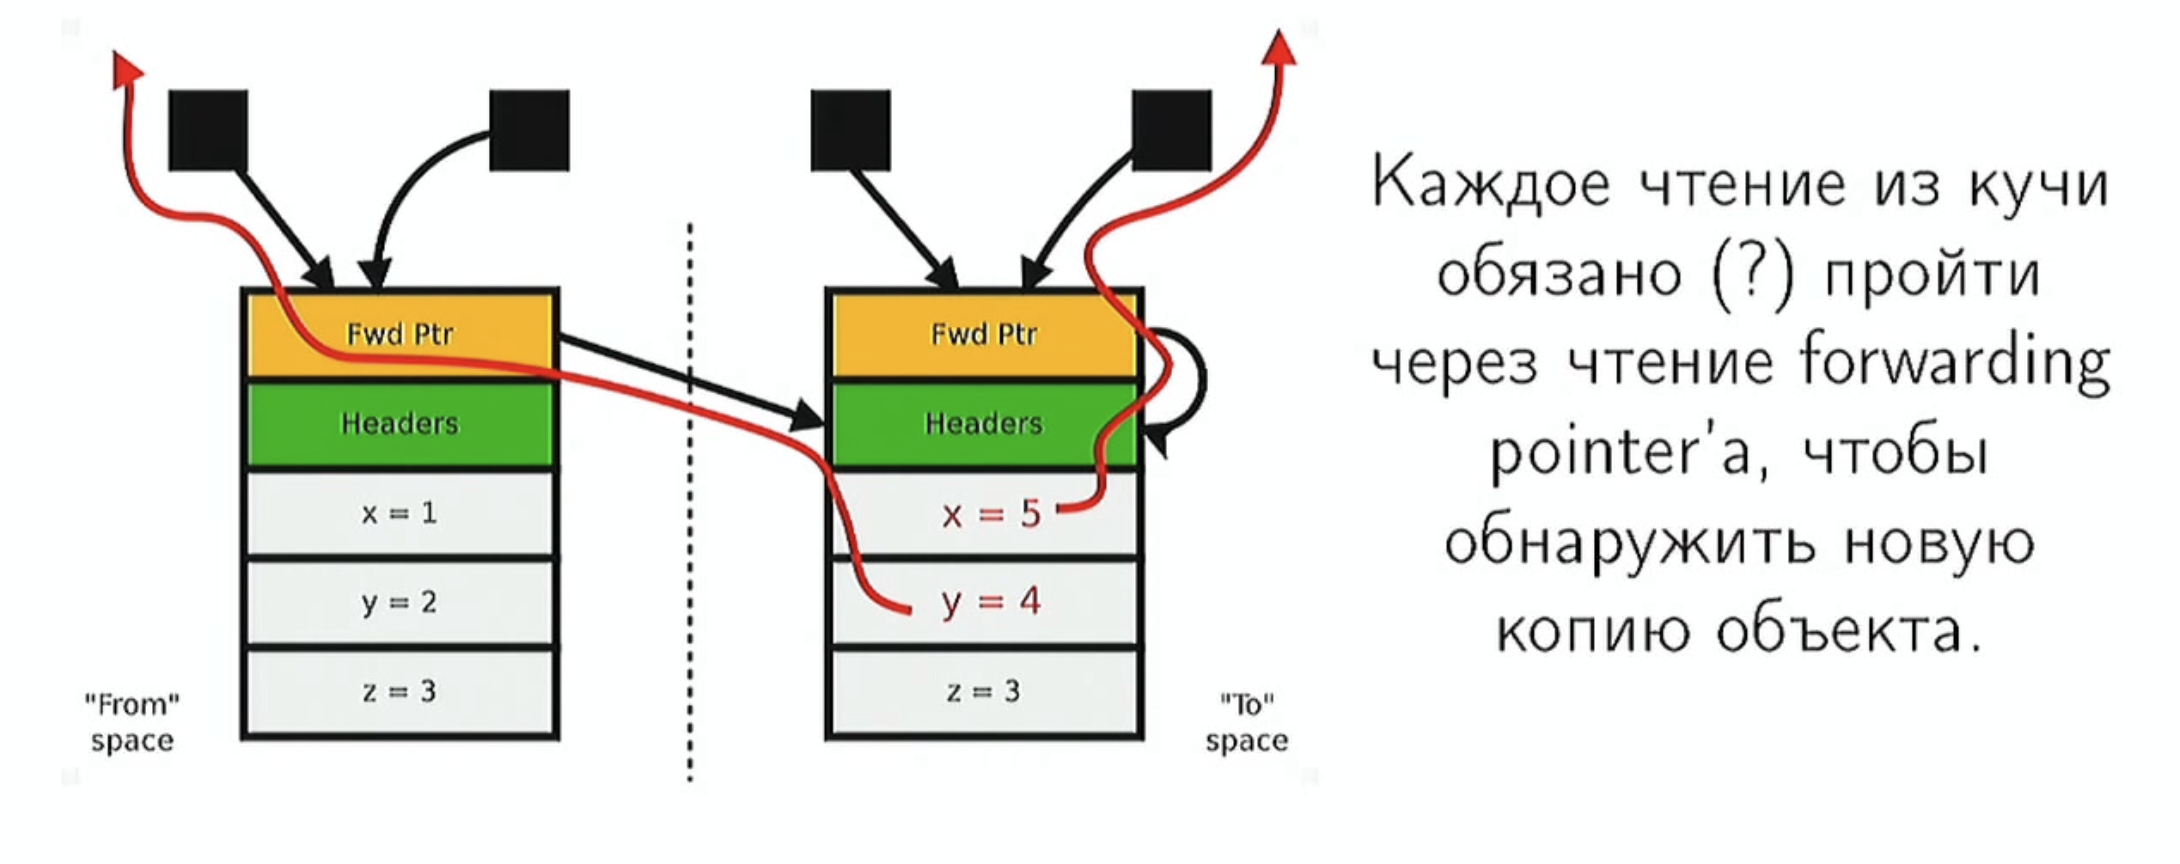 Fwd Ptr
Headers
x = 1
y = 2
z = 3
"From"
space
Fwd Ptr
Headers
x = 5
y = 4
z = 3
"To"
space
Каждое чтение из кучи
обязано (?) пройти
через чтение forwarding
pointer'а, чтобы
обнаружить новую
копию объекта.